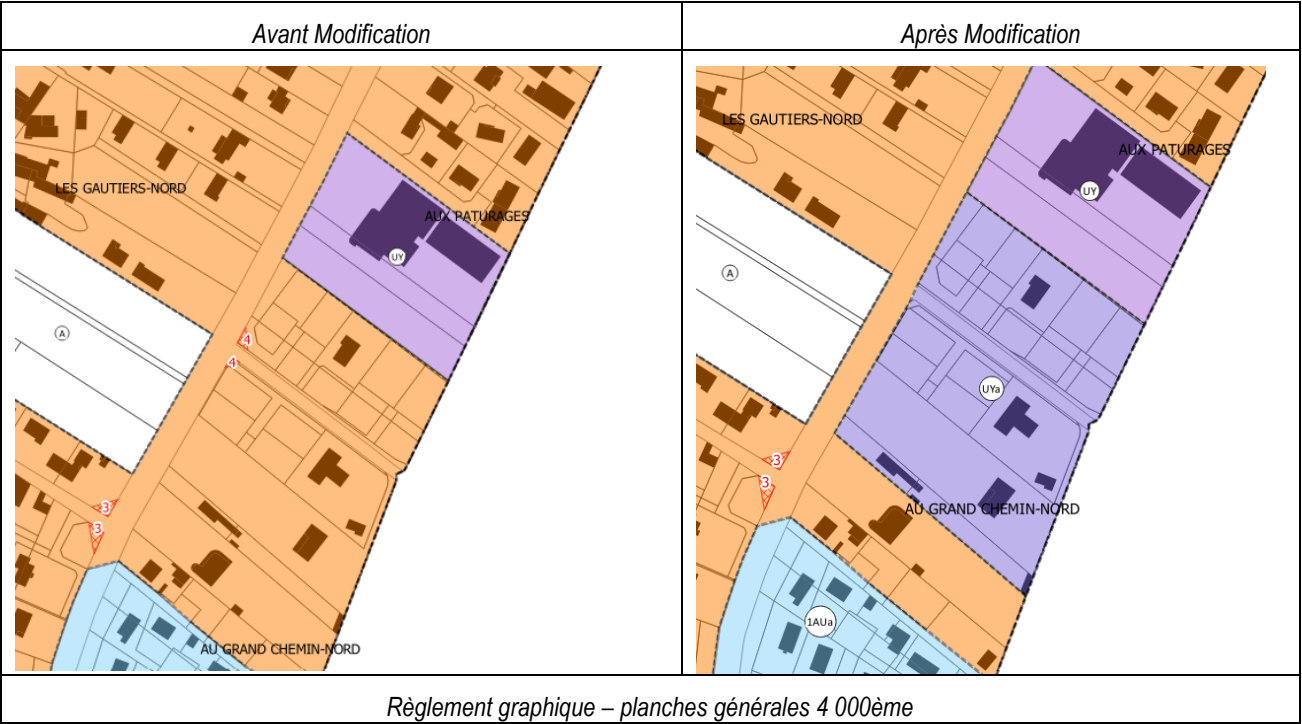 Avant Modification
Après Modification
LES GAUTIERS-NORD
AUX PATURAGES
UY
A
4
4
3
3
AU GRAND CHEMIN-NORD
LES GAUTIERS-NORD
AUX PATURAGES
UY
A
UYa
3
3
AU GRAND CHEMIN-NORD
1AUa
Règlement graphique – planches générales 4 000ème